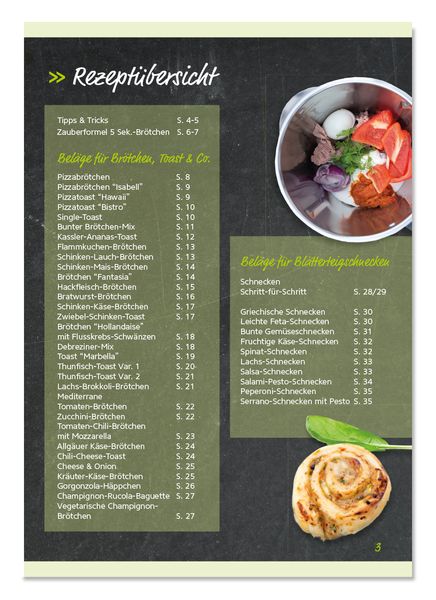 » Rezeptübersicht
Tipps & Tricks S. 4-5
Zauberformel 5 Sek.-Brötchen S. 6-7
Beläge für Brötchen, Toast & Co.
Pizzabrötchen S. 8
Pizzabrötchen "Isabell" S. 9
Pizzatoast "Hawaii" S. 9
Pizzatoast "Bistro" S. 10
Single-Toast S. 10
Bunter Brötchen-Mix S. 11
Kassler-Ananas-Toast S. 12
Flammkuchen-Brötchen S. 13
Schinken-Lauch-Brötchen S. 13
Schinken-Mais-Brötchen S. 14
Brötchen "Fantasia" S. 14
Hackfleisch-Brötchen S. 15
Bratwurst-Brötchen S. 16
Schinken-Käse-Brötchen S. 17
Zwiebel-Schinken-Toast S. 17
Brötchen "Hollandaise"
mit Flusskrebs-Schwänzen S. 18
Debreziner-Mix S. 18
Toast "Marbella" S. 19
Thunfisch-Toast Var. 1 S. 20
Thunfisch-Toast Var. 2 S. 21
Lachs-Brokkoli-Brötchen S. 21
Mediterrane
Tomaten-Brötchen S. 22
Zucchini-Brötchen S. 22
Tomaten-Chili-Brötchen
mit Mozzarella S. 23
Allgäuer Käse-Brötchen S. 24
Chili-Cheese-Toast S. 24
Cheese & Onion S. 25
Kräuter-Käse-Brötchen S. 25
Gorgonzola-Häppchen S. 26
Champignon-Rucola-Baguette S. 27
Vegetarische Champignon-
Brötchen S. 27
Beläge für Blätterteigschnecken
Schnecken
Schritt-für-Schritt S. 28/29
Griechische Schnecken S. 30
Leichte Feta-Schnecken S. 30
Bunte Gemüseschnecken S. 31
Fruchtige Käse-Schnecken S. 32
Spinat-Schnecken S. 32
Lachs-Schnecken S. 33
Salsa-Schnecken S. 33
Salami-Pesto-Schnecken S. 34
Peperoni-Schnecken S. 35
Serrano-Schnecken mit Pesto S. 35
3